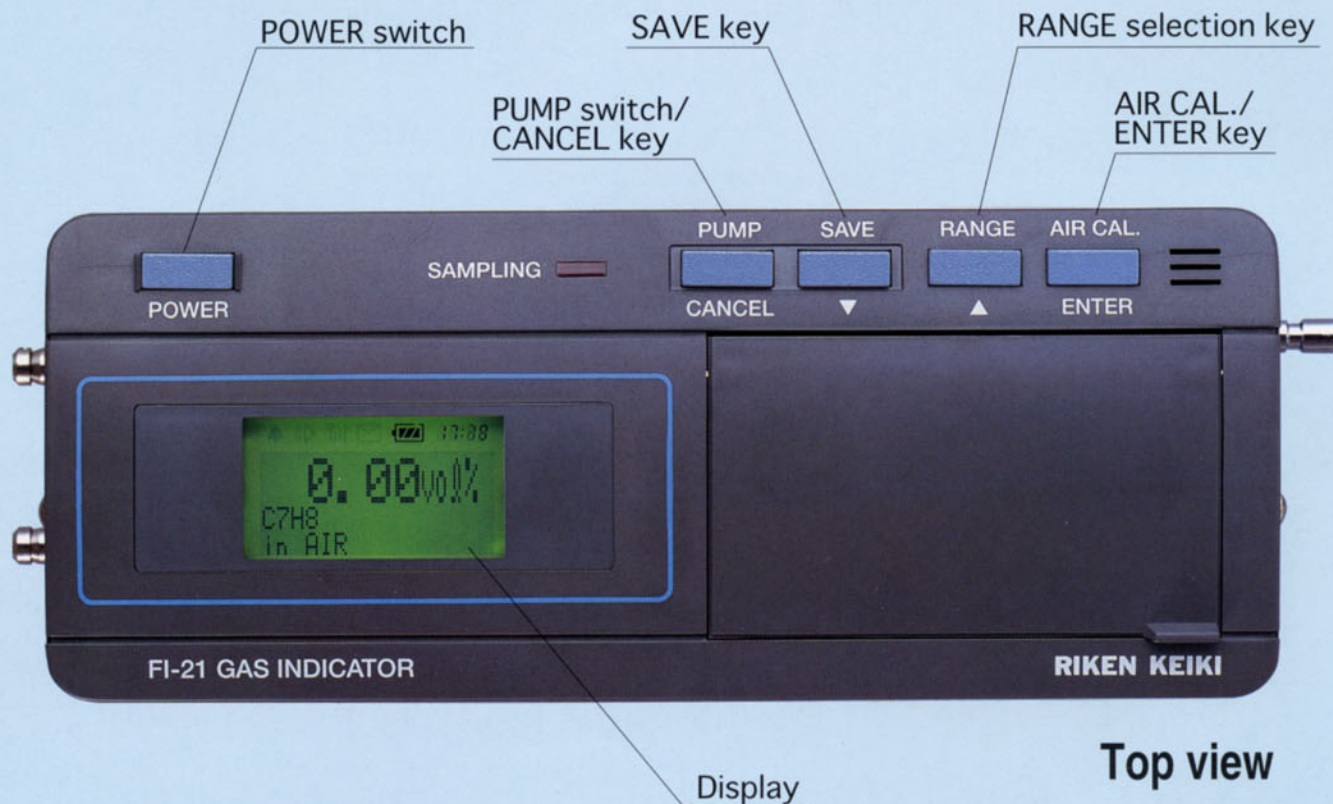 POWER switch
SAVE key
RANGE selection key
PUMP switch/
CANCEL key
AIR CAL./
ENTER key
PUMP
SAVE
RANGE
AIR CAL.
SAMPLING
POWER
CANCEL
▼
▲
ENTER
17:88
0.00vol%
C7H8
in AIR
FI-21 GAS INDICATOR
RIKEN KEIKI
Top view
Display